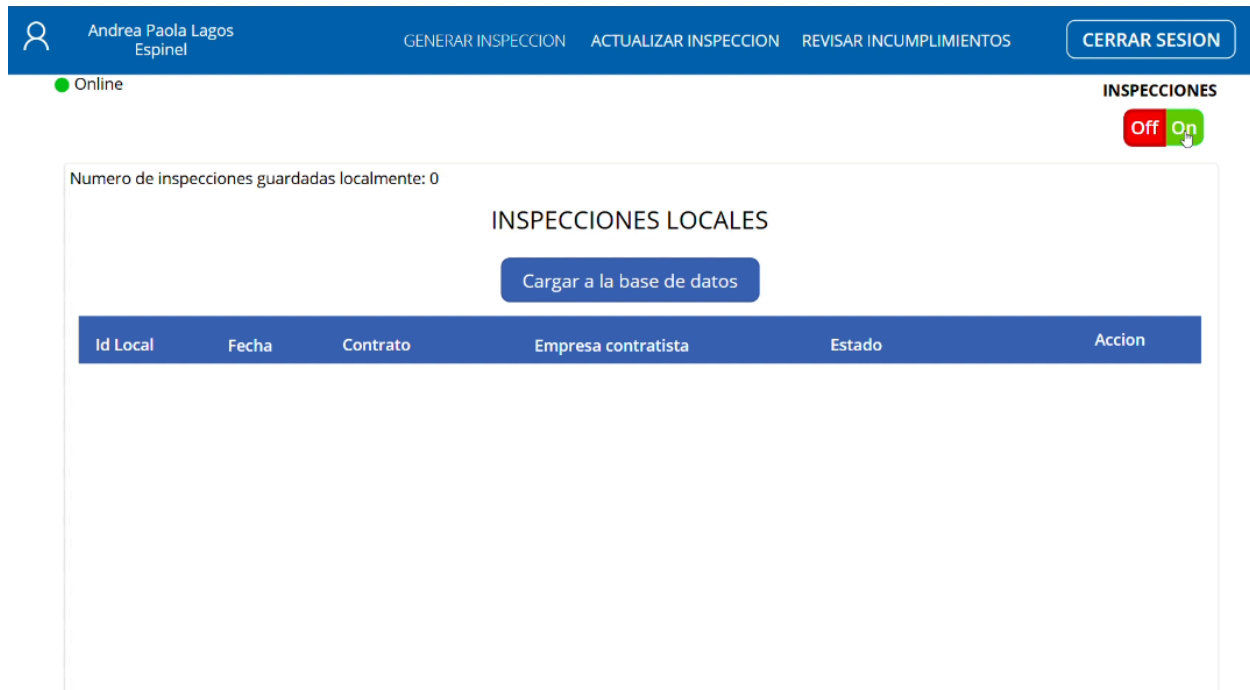 Andrea Paola Lagos
Espinel
GENERAR INSPECCION
ACTUALIZAR INSPECCION
REVISAR INCUMPLIMIENTOS
CERRAR SESION
Online
INSPECCIONES
Off On
Numero de inspecciones guardadas localmente: 0
INSPECCIONES LOCALES
Cargar a la base de datos
Id Local Fecha Contrato Empresa contratista Estado Accion